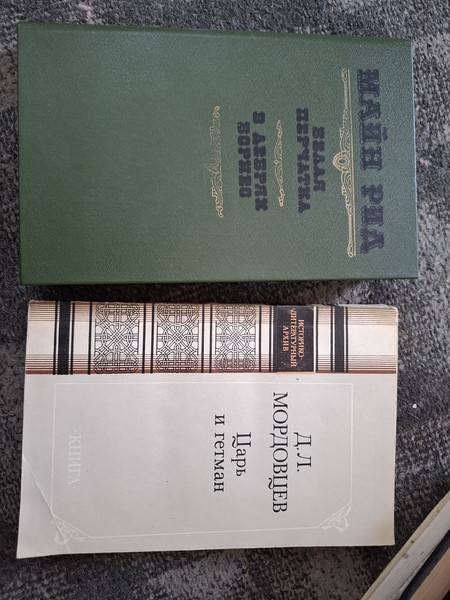 МАЙН РИД
БЕЛАЯ
ПЕРЧАТКА
В ДЕБРЯХ
БОРНЕО
ИСТОРИКО-
ЛИТЕРАТУРНЫЙ
АРХИВ
Д. Л.
МОРДОВЦЕВ
Царь
и гетман
·КНИГА·